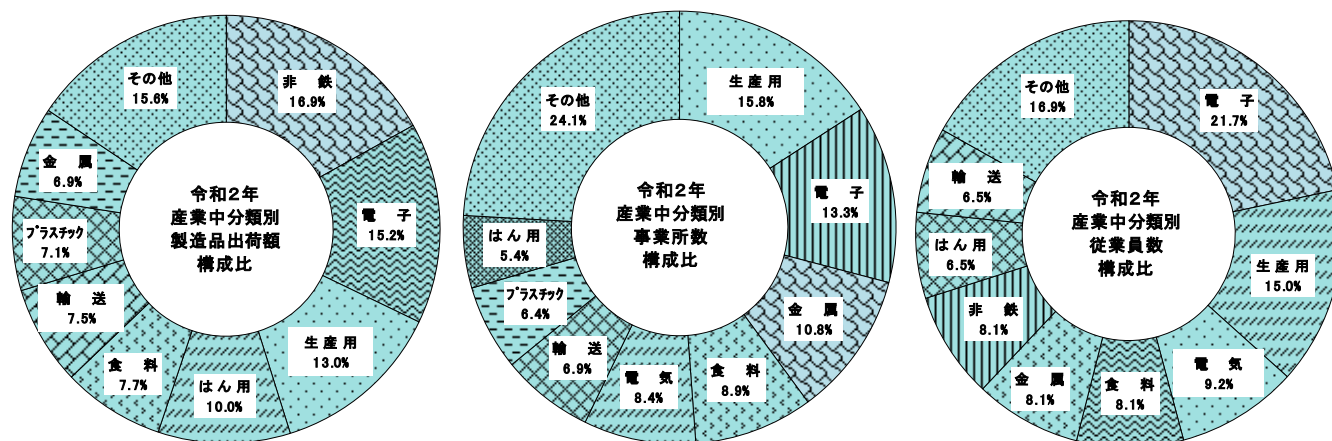 令和2年
産業中分類別
製造品出荷額
構成比
非 鉄
16.9%
電 子
15.2%
生産用
13.0%
はん用
10.0%
食 料
7.7%
輸 送
7.5%
プラスチック
7.1%
金 属
6.9%
その他
15.6%
令和2年
産業中分類別
事業所数
構成比
生産用
15.8%
電 子
13.3%
金 属
10.8%
食 料
8.9%
電 気
8.4%
輸 送
6.9%
プラスチック
6.4%
はん用
5.4%
その他
24.1%
令和2年
産業中分類別
従業員数
構成比
電 子
21.7%
生産用
15.0%
電 気
9.2%
食 料
8.1%
金 属
8.1%
非 鉄
8.1%
はん用
6.5%
輸 送
6.5%
その他
16.9%